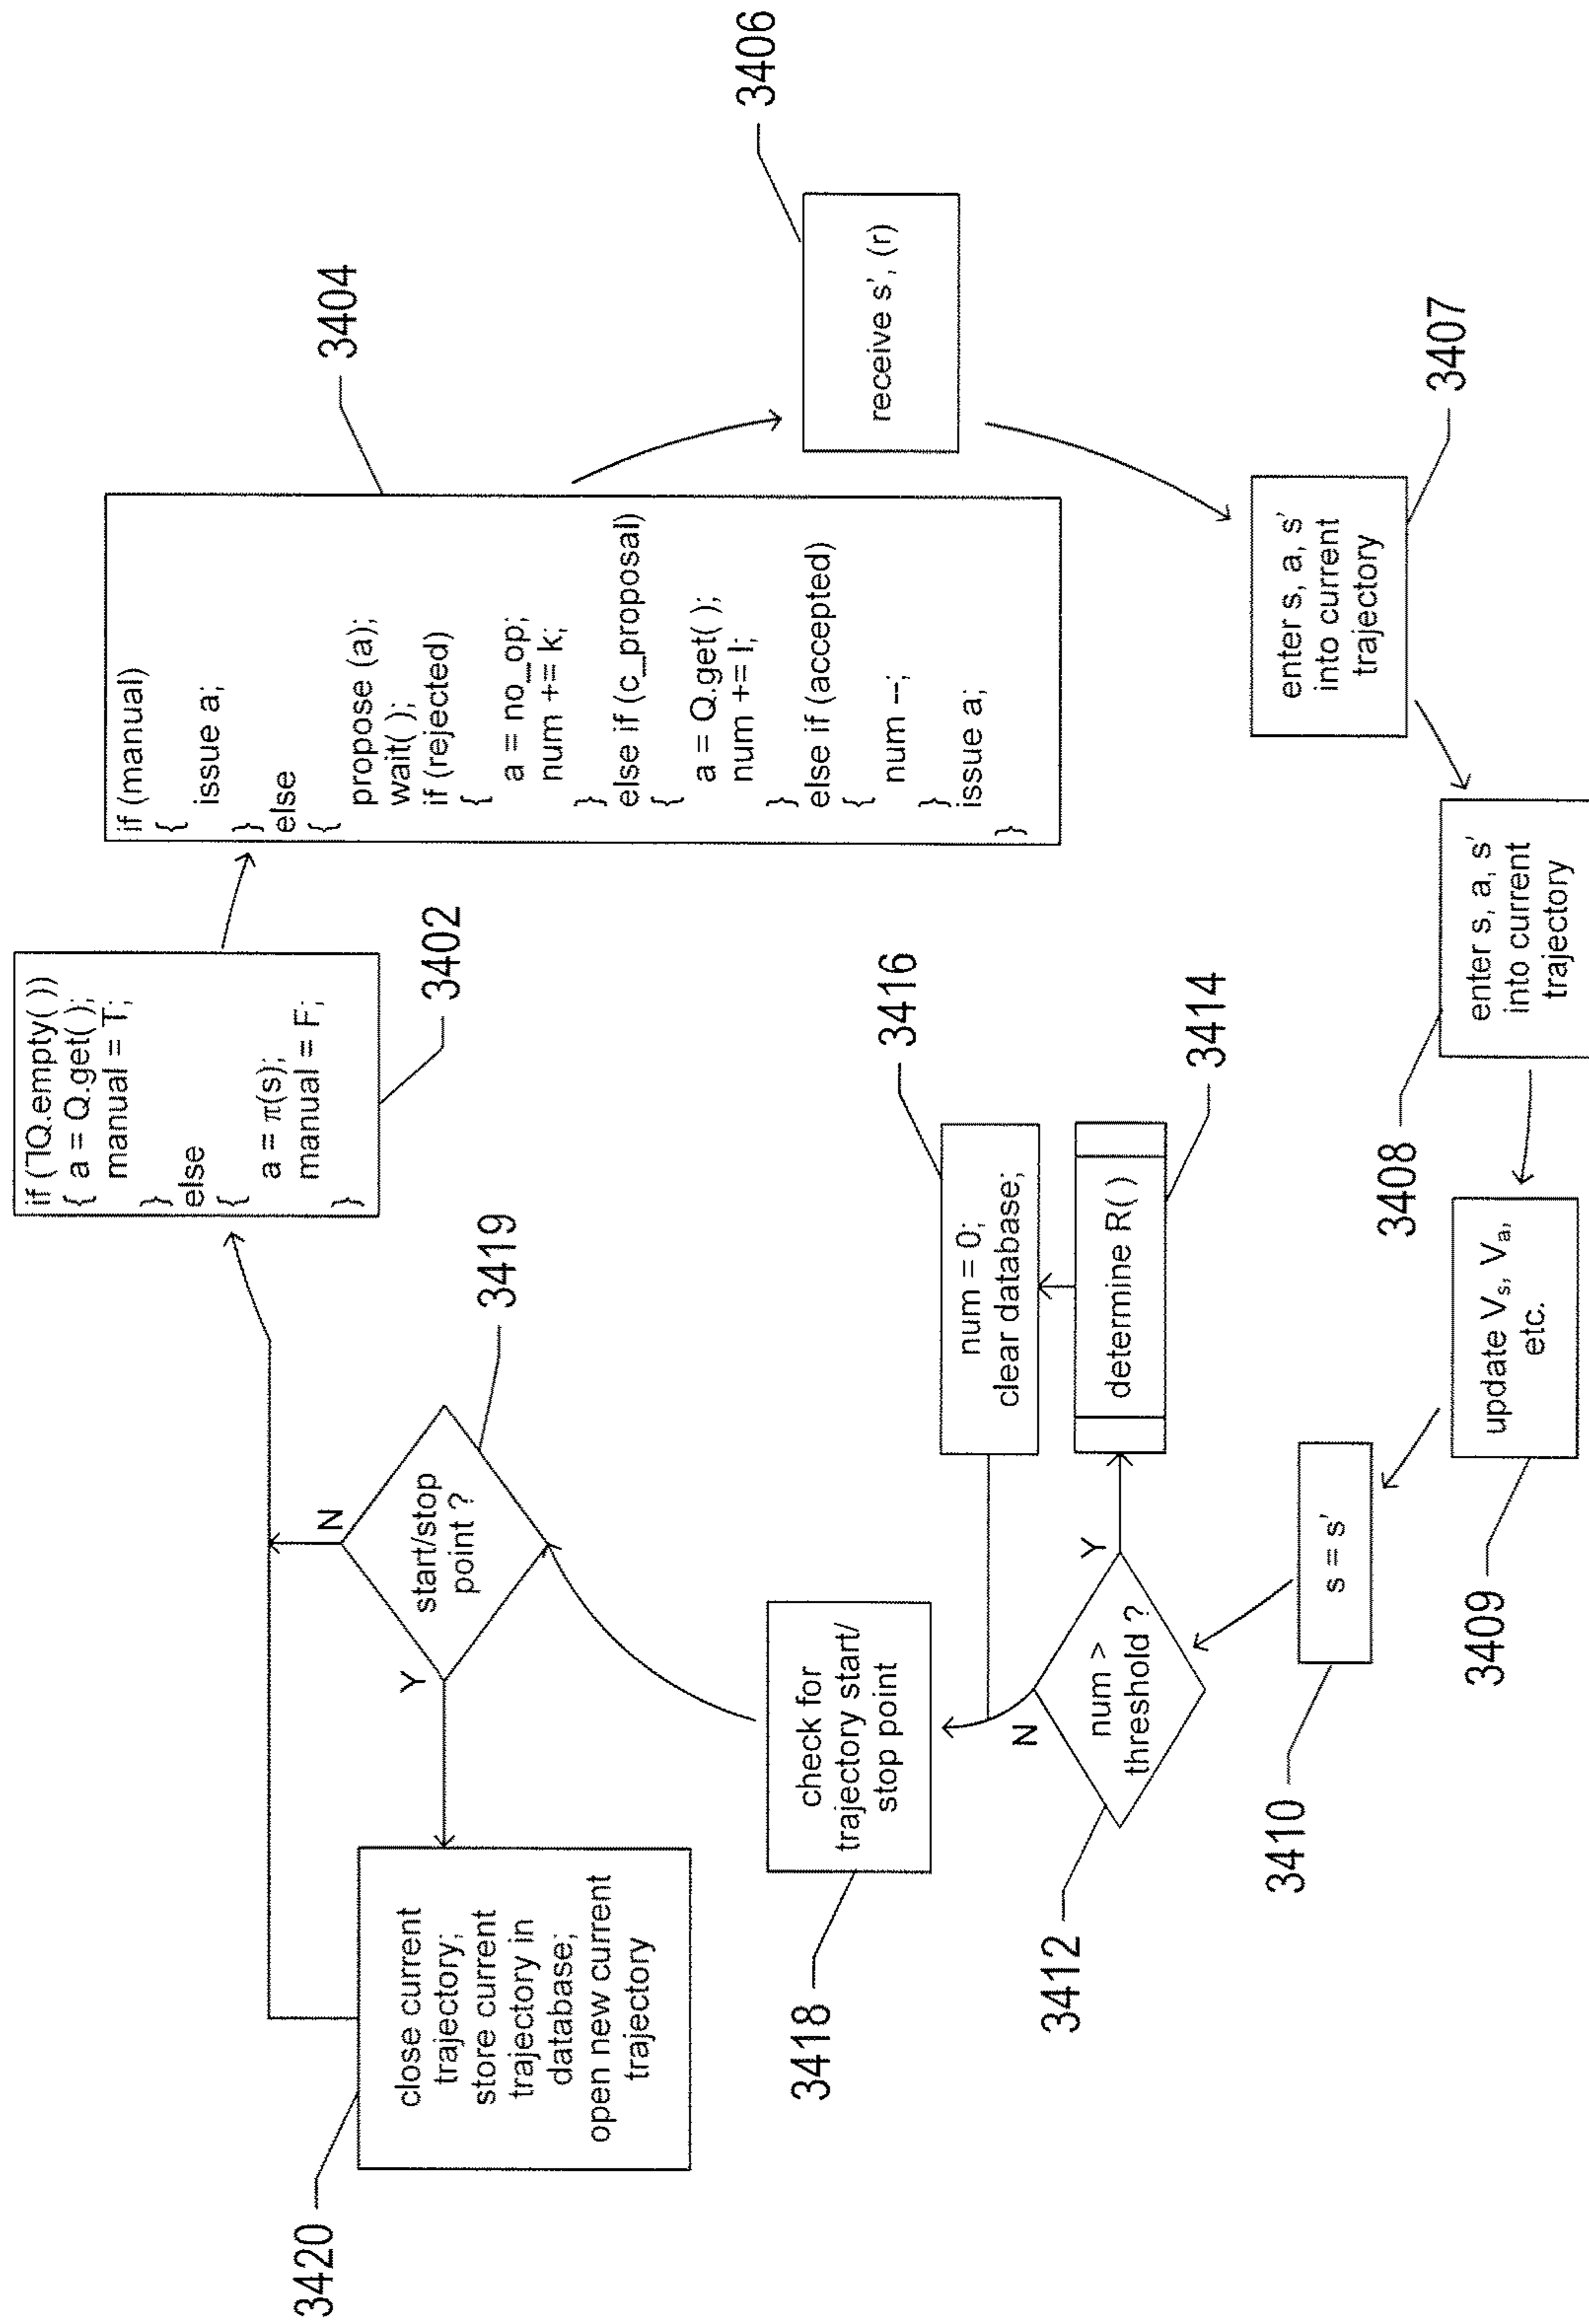 if (⅂Q.empty( ))
{ a = Q.get( );
manual = T;
}
else
{
a = π(s);
manual = F;
}
3402
if (manual)
{
issue a;
}
else
{
propose (a);
wait( );
if (rejected)
{
a = no_op;
num += k;
}
else if (c_proposal)
{
a = Q.get( );
num += l;
}
else if (accepted)
{
num --;
}
issue a;
}
3404
receive s', (r)
3406
enter s, a, s'
into current
trajectory
3407
enter s, a, s'
into current
trajectory
3408
update Vs, Va,
etc.
3409
s = s'
3410
num >
threshold ?
Y
N
3412
determine R( )
3414
num = 0;
clear database;
3416
check for
trajectory start/
stop point
3418
start/stop
point ?
N
Y
3419
close current
trajectory;
store current
trajectory in
database;
open new current
trajectory
3420